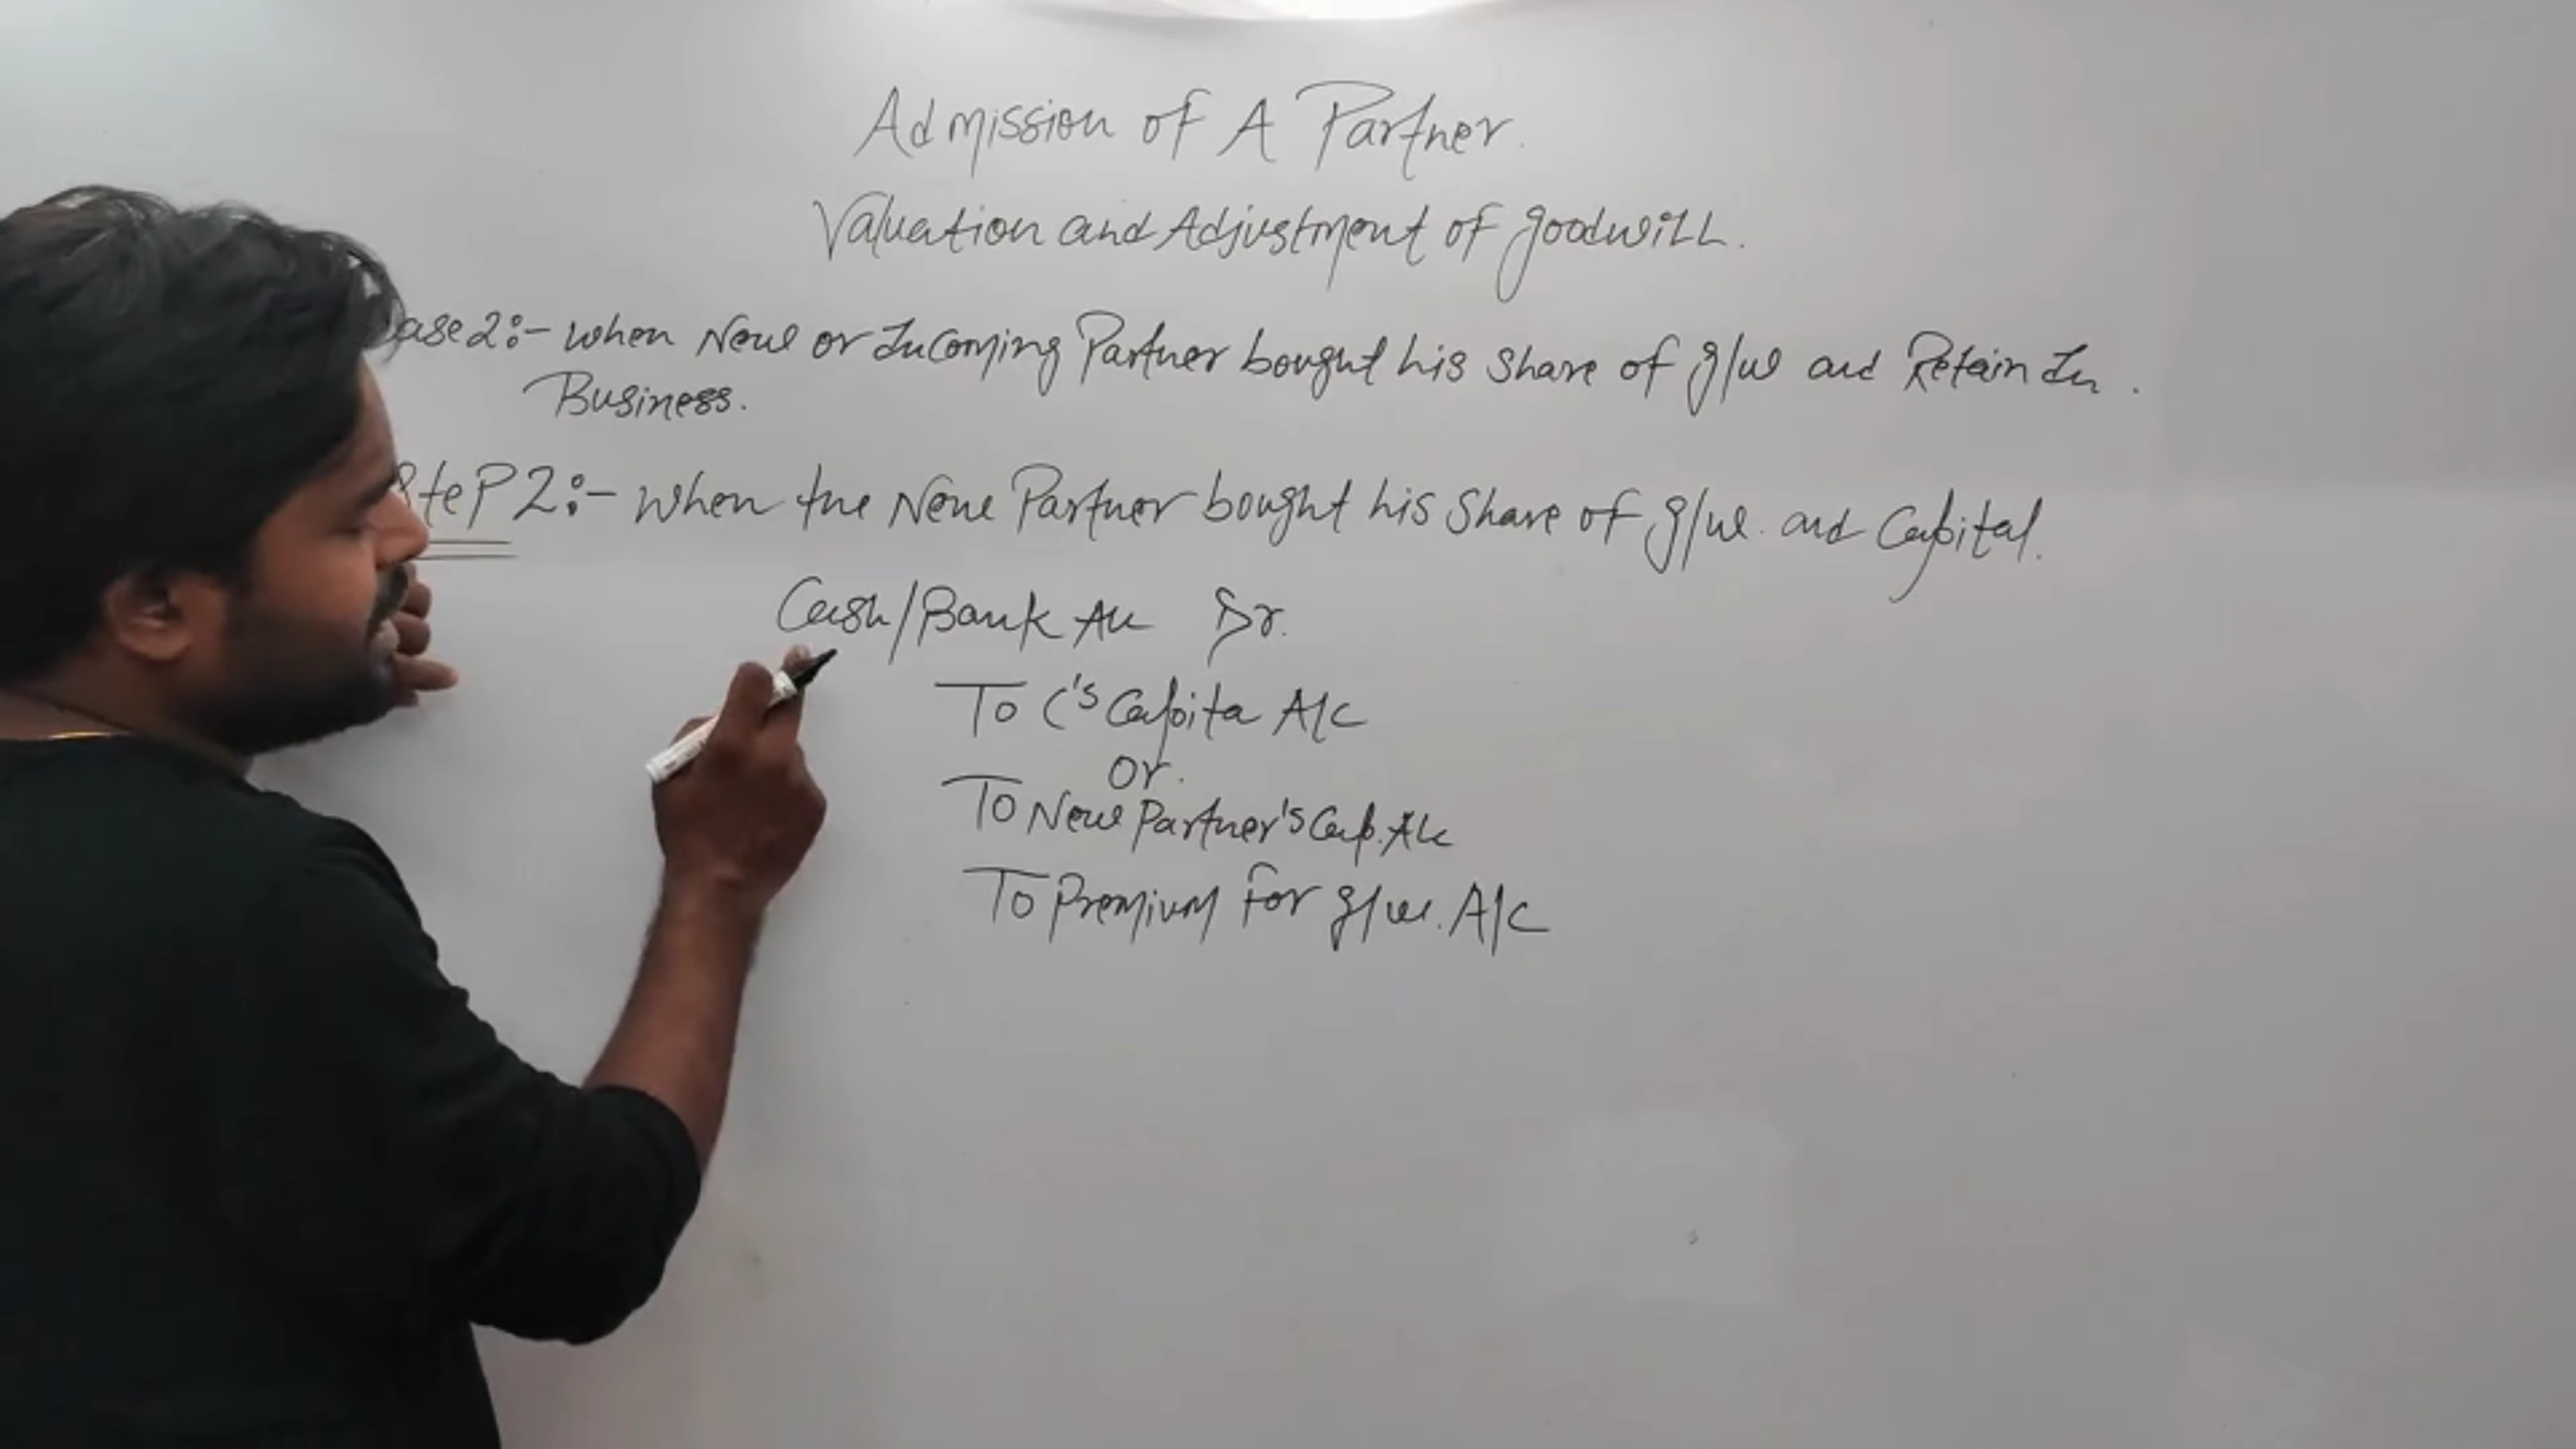 Admission of A Partner.
Valuation and Adjustment of goodwill.
ase 2:- when New or Incoming Partner bought his share of g/w and Retain In.
Business.
Step 2:- when the New Partner bought his share of g/w. and Capital.
Cash/Bank A/c Dr.
To C's Capita A/C
or.
To New Partner's Cap. A/c
To Premium For g/w. A/C